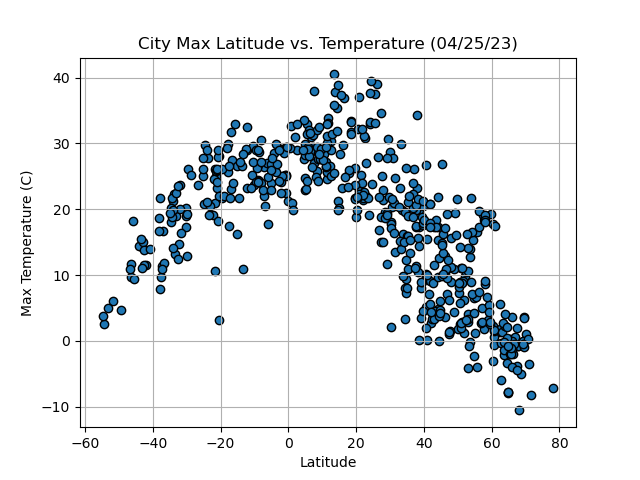 City Max Latitude vs. Temperature (04/25/23)
Max Temperature (C)
40
30
20
10
0
−10
−60 −40 −20 0 20 40 60 80
Latitude